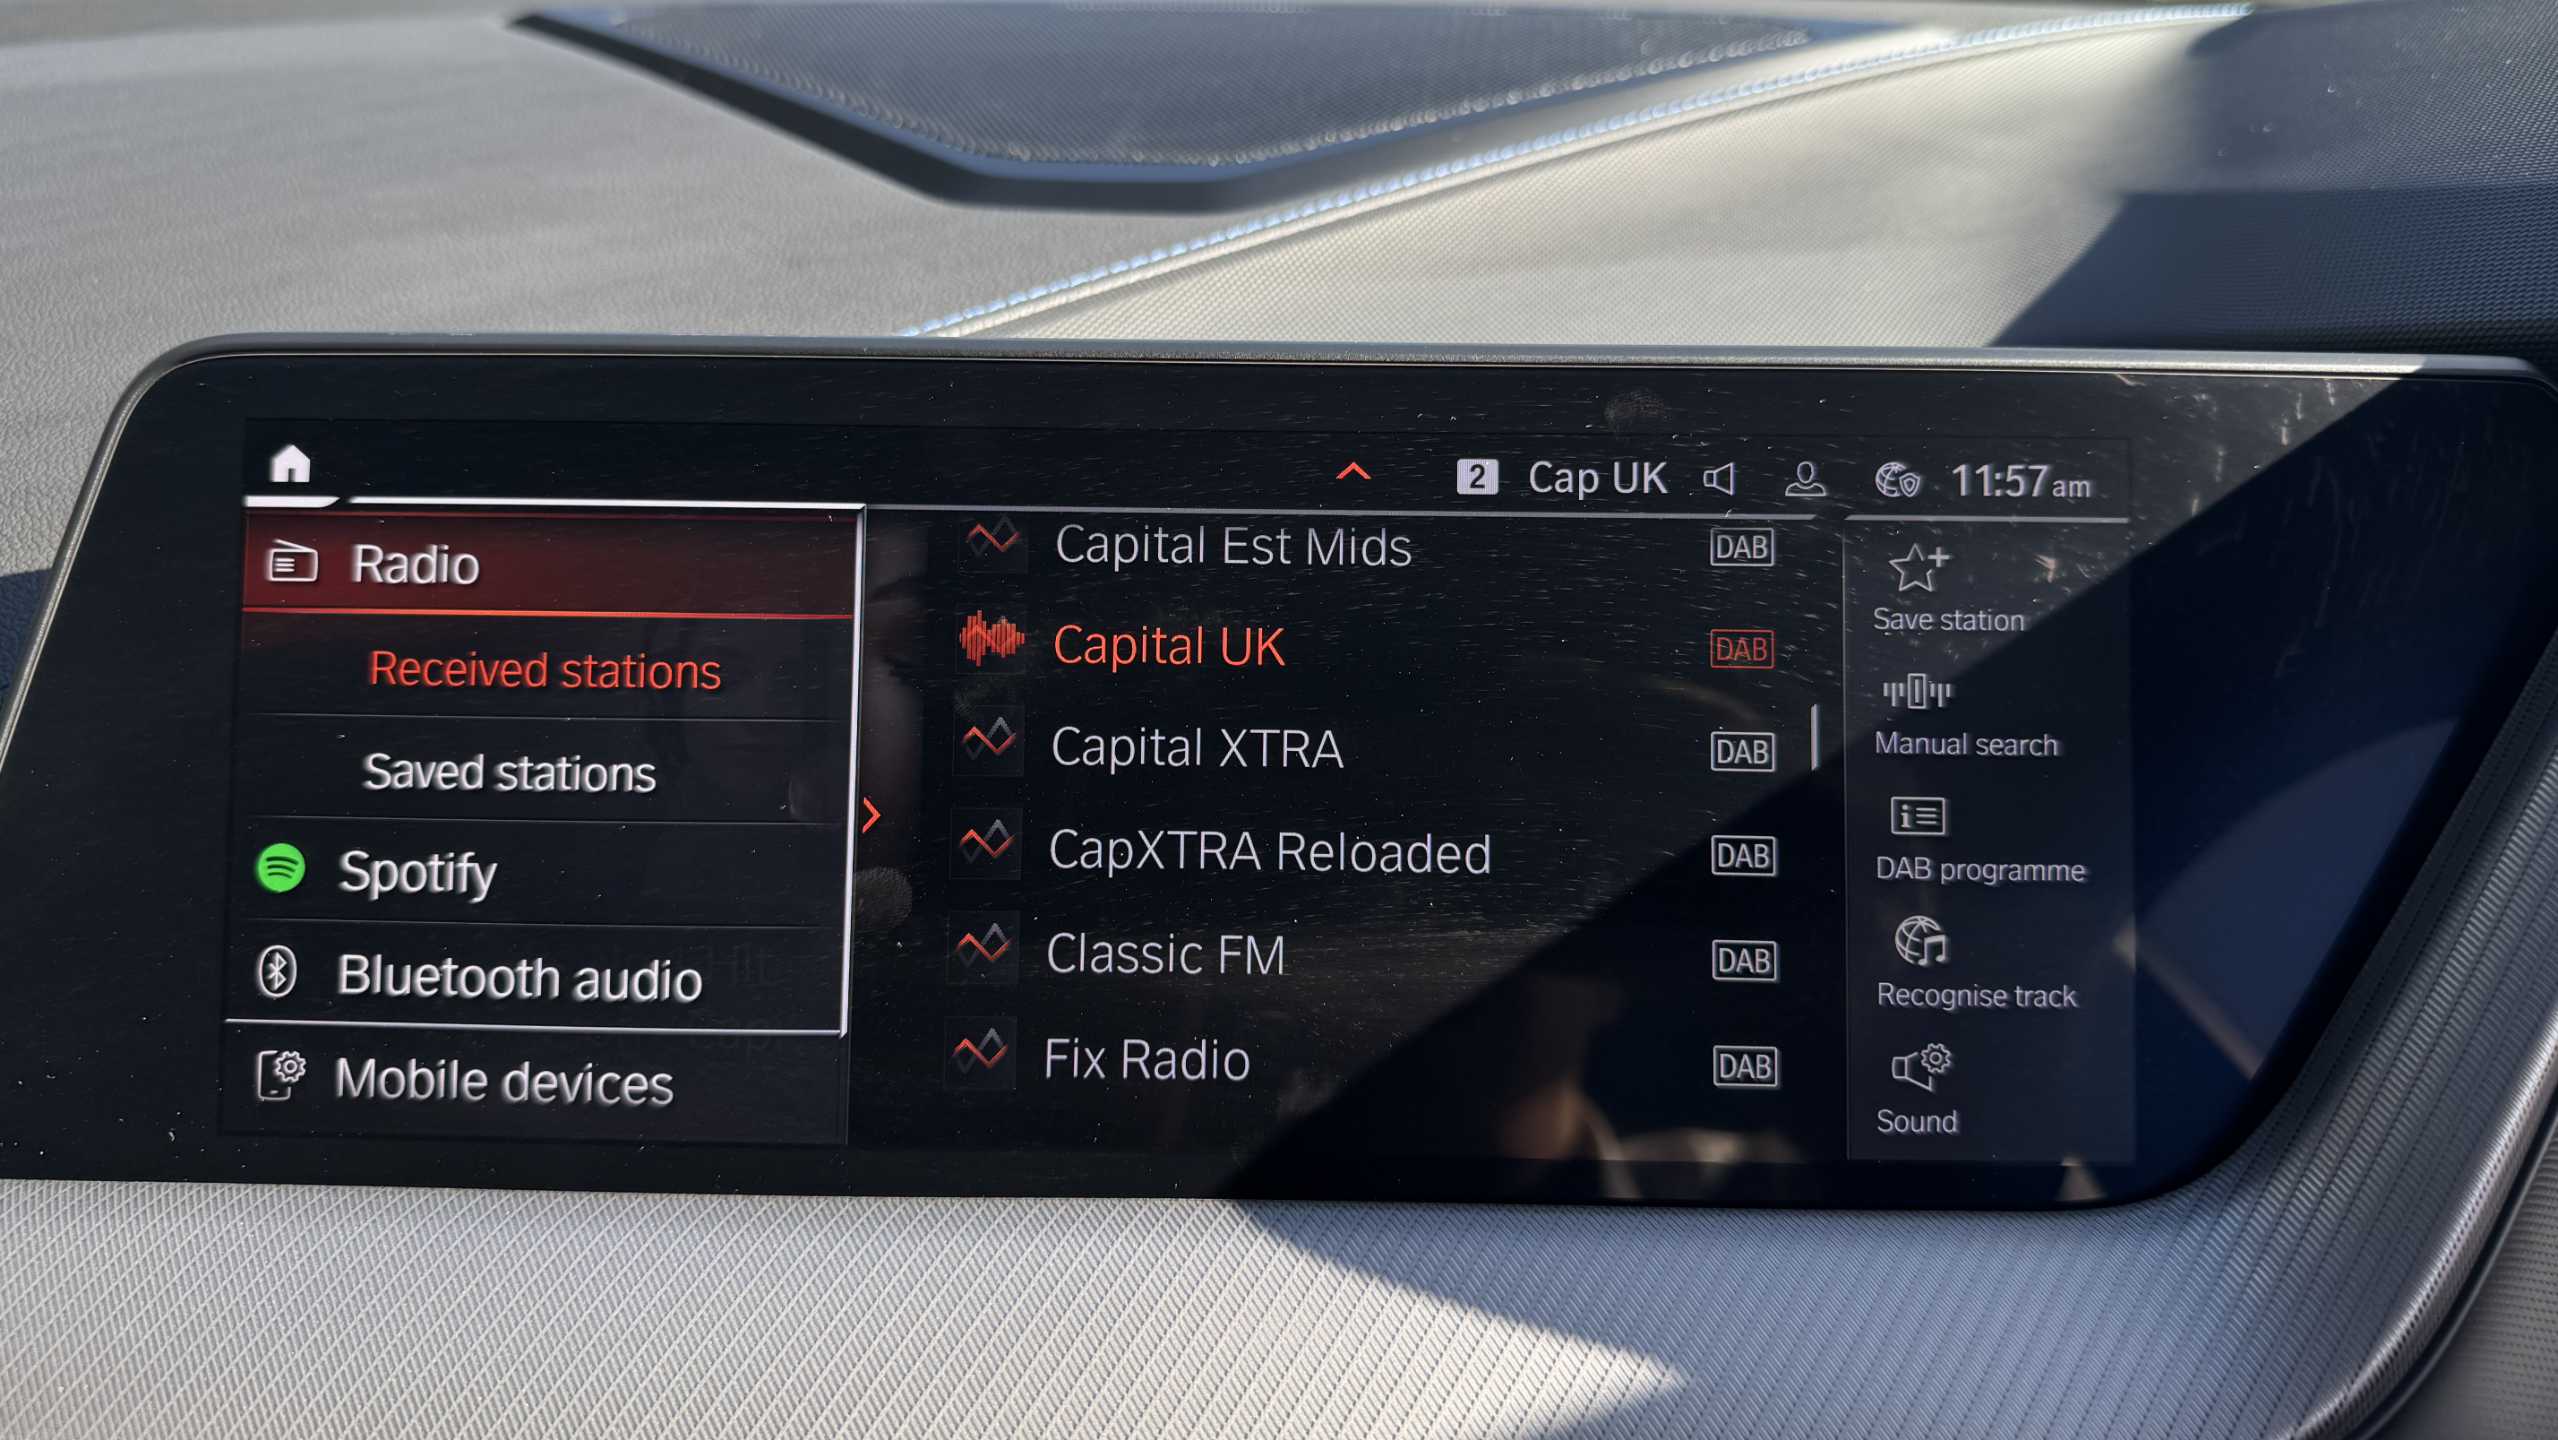 2 Cap UK 11:57am
Radio
Received stations
Saved stations
Spotify
Bluetooth audio
Mobile devices
Capital Est Mids DAB
Capital UK DAB
Capital XTRA DAB
CapXTRA Reloaded DAB
Classic FM DAB
Fix Radio DAB
Save station
Manual search
DAB programme
Recognise track
Sound